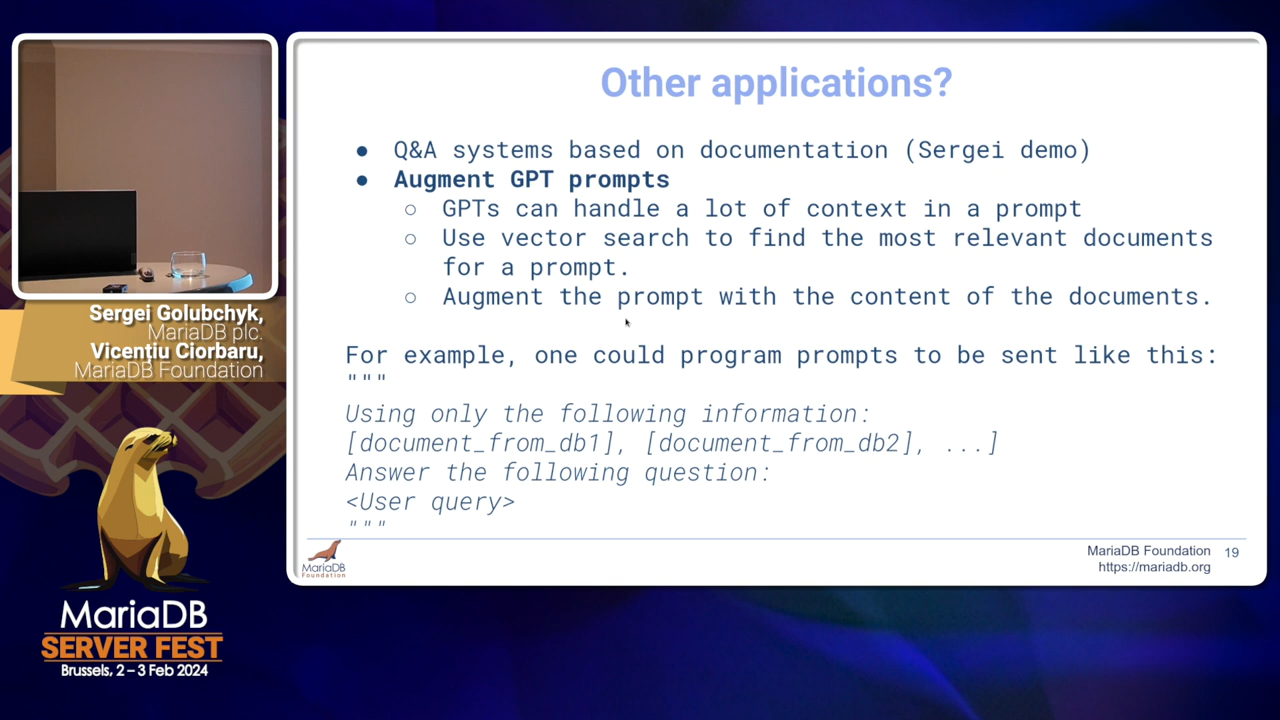 Other applications?
● Q&A systems based on documentation (Sergei demo)
● Augment GPT prompts
○ GPTs can handle a lot of context in a prompt
○ Use vector search to find the most relevant documents
for a prompt.
○ Augment the prompt with the content of the documents.
For example, one could program prompts to be sent like this:
"""
Using only the following information:
[document_from_db1], [document_from_db2], ...]
Answer the following question:
<User query>
"""
MariaDB
Foundation
MariaDB Foundation 19
https://mariadb.org
Sergei Golubchyk,
MariaDB plc.
Vicențiu Ciorbaru,
MariaDB Foundation
MariaDB
SERVER FEST
Brussels, 2 – 3 Feb 2024